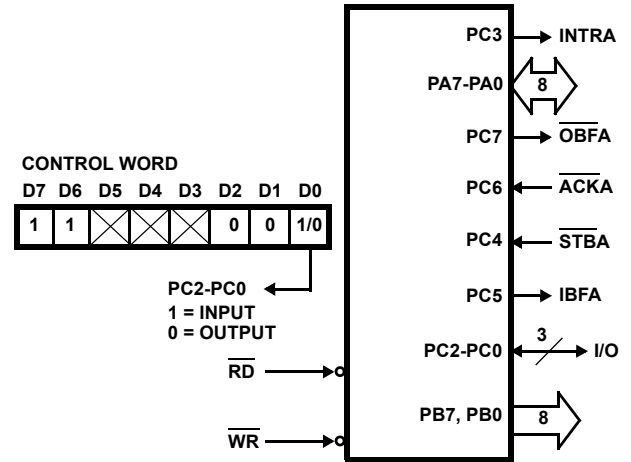 CONTROL WORD
D7 D6 D5 D4 D3 D2 D1 D0
1 1 0 0 1/0
PC2-PC0
1 = INPUT
0 = OUTPUT
RD
WR
PC3 INTRA
PA7-PA0 8
PC7 OBFA
PC6 ACKA
PC4 STBA
PC5 IBFA
PC2-PC0 3 I/O
PB7, PB0 8